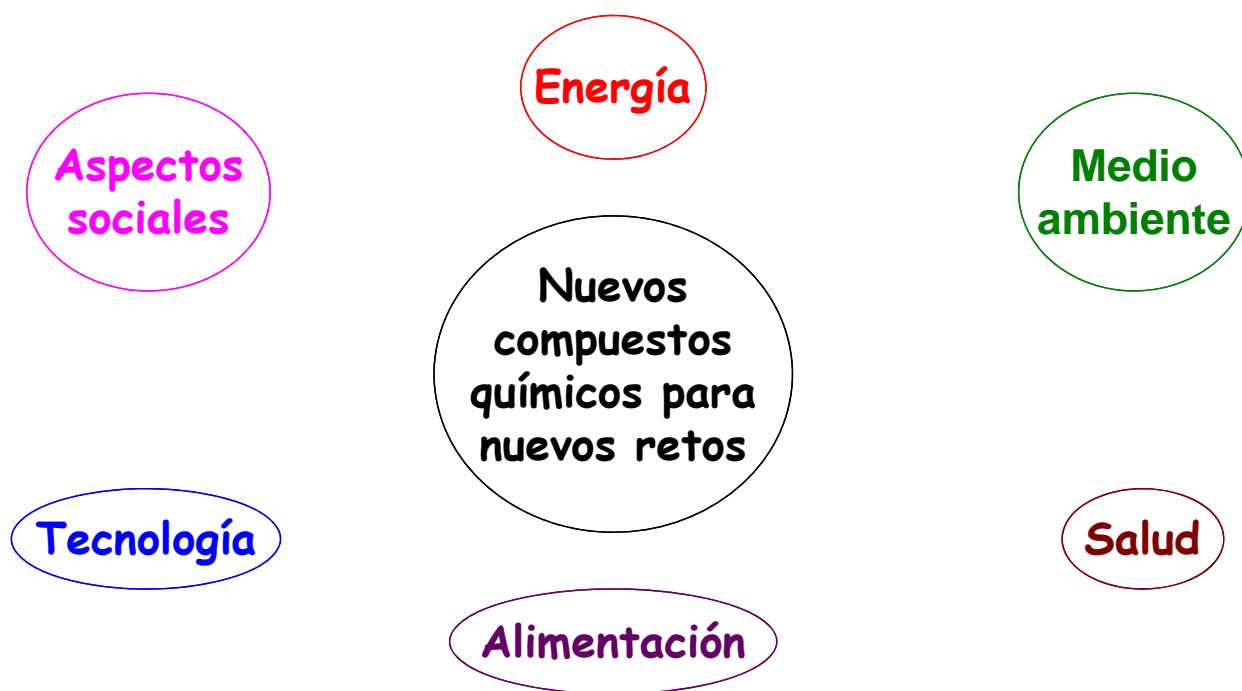 Energía
Aspectos
sociales
Medio
ambiente
Nuevos
compuestos
químicos para
nuevos retos
Tecnología
Salud
Alimentación